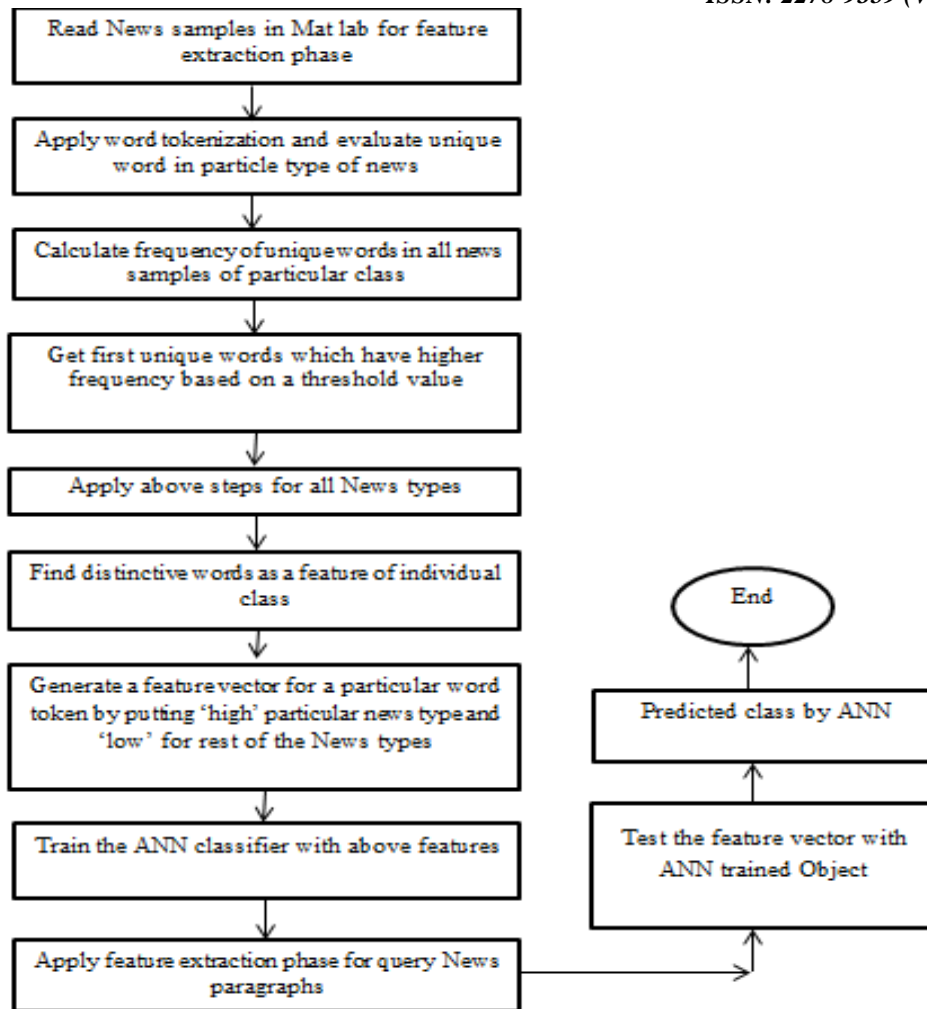 ISSN: 2278-9359 (V
Read News samples in Mat lab for feature
extraction phase
Apply word tokenization and evaluate unique
word in particle type of news
Calculate frequency of unique words in all news
samples of particular class
Get first unique words which have higher
frequency based on a threshold value
Apply above steps for all News types
Find distinctive words as a feature of individual
class
Generate a feature vector for a particular word
token by putting ‘high’ particular news type and
‘low’ for rest of the News types
Train the ANN classifier with above features
Apply feature extraction phase for query News
paragraphs
Test the feature vector with
ANN trained Object
Predicted class by ANN
End